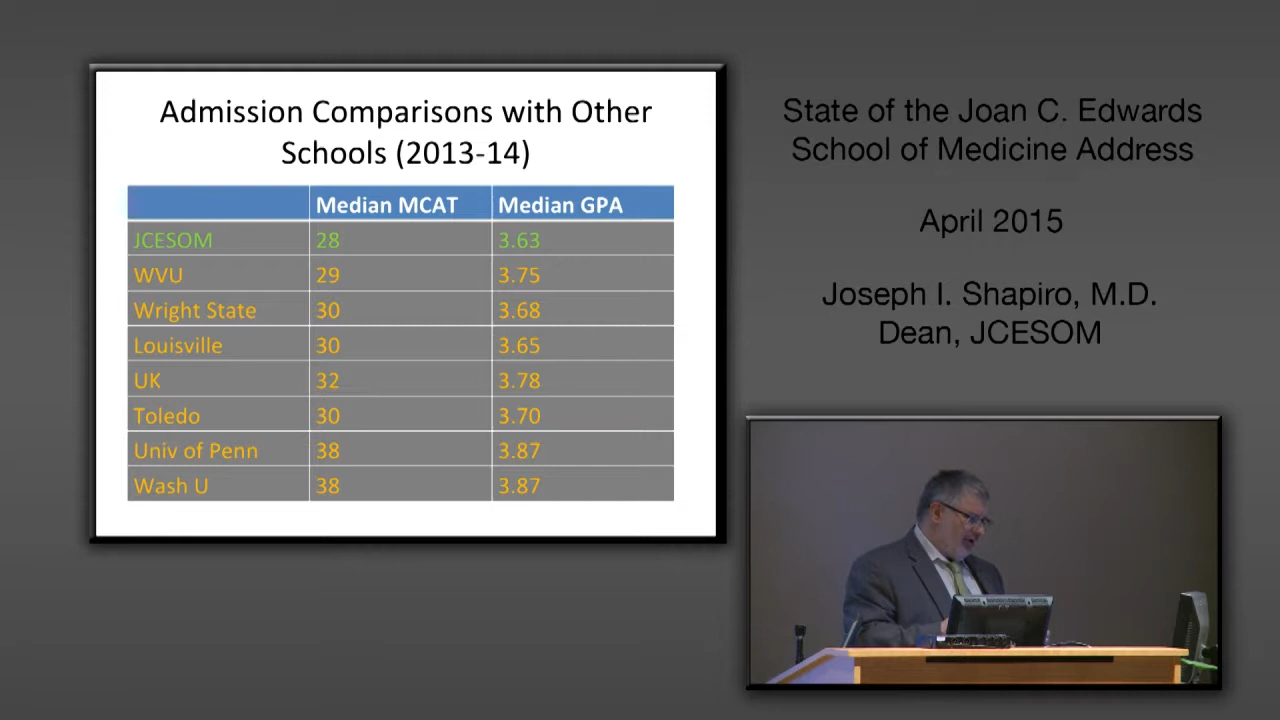 Admission Comparisons with Other
Schools (2013-14)
Median MCAT Median GPA
JCESOM 28 3.63
WVU 29 3.75
Wright State 30 3.68
Louisville 30 3.65
UK 32 3.78
Toledo 30 3.70
Univ of Penn 38 3.87
Wash U 38 3.87
State of the Joan C. Edwards
School of Medicine Address
April 2015
Joseph I. Shapiro, M.D.
Dean, JCESOM